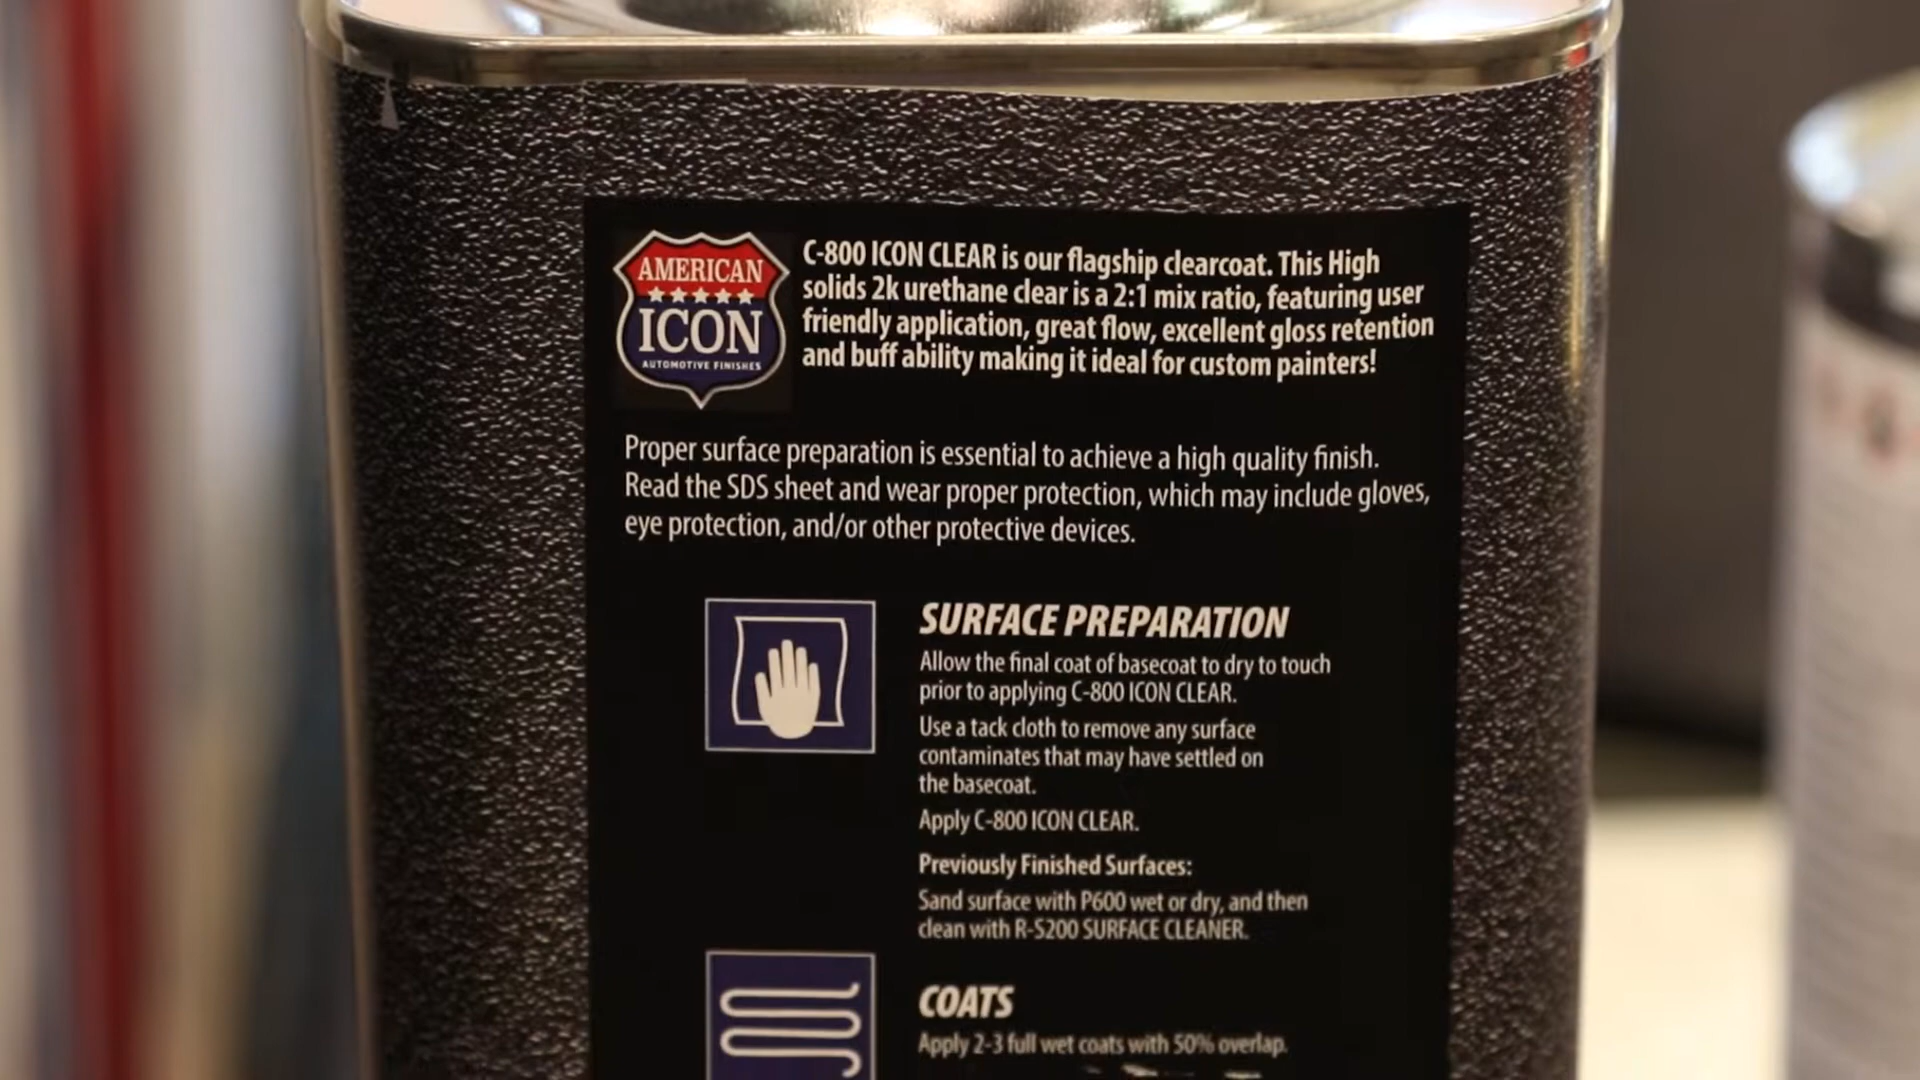 AMERICAN
ICON
AUTOMOTIVE FINISHES
C-800 ICON CLEAR is our flagship clearcoat. This High
solids 2k urethane clear is a 2:1 mix ratio, featuring user
friendly application, great flow, excellent gloss retention
and buff ability making it ideal for custom painters!
Proper surface preparation is essential to achieve a high quality finish.
Read the SDS sheet and wear proper protection, which may include gloves,
eye protection, and/or other protective devices.
SURFACE PREPARATION
Allow the final coat of basecoat to dry to touch
prior to applying C-800 ICON CLEAR.
Use a tack cloth to remove any surface
contaminates that may have settled on
the basecoat.
Apply C-800 ICON CLEAR.
Previously Finished Surfaces:
Sand surface with P600 wet or dry, and then
clean with R-S200 SURFACE CLEANER.
COATS
Apply 2-3 full wet coats with 50% overlap.